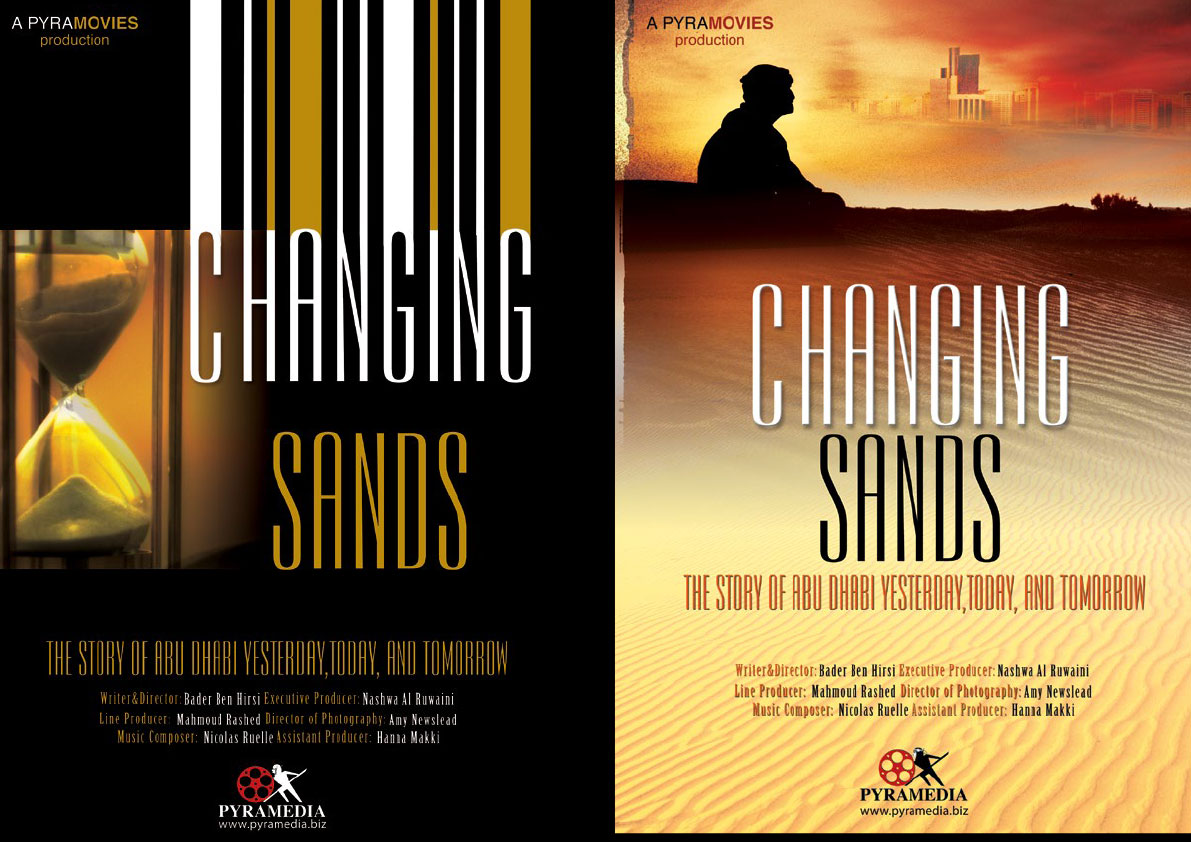 A PYRAMOVIES
production
CHANGING
SANDS
THE STORY OF ABU DHABI YESTERDAY,TODAY, AND TOMORROW
Writer&Director: Bader Ben Hirsi Executive Producer: Nashwa Al Ruwaini
Line Producer: Mahmoud Rashed Director of Photography: Amy Newslead
Music Composer: Nicolas Ruelle Assistant Producer: Hanna Makki
PYRAMEDIA
www.pyramedia.biz
A PYRAMOVIES
production
CHANGING
SANDS
THE STORY OF ABU DHABI YESTERDAY,TODAY, AND TOMORROW
Writer&Director: Bader Ben Hirsi Executive Producer: Nashwa Al Ruwaini
Line Producer: Mahmoud Rashed Director of Photography: Amy Newslead
Music Composer: Nicolas Ruelle Assistant Producer: Hanna Makki
PYRAMEDIA
www.pyramedia.biz